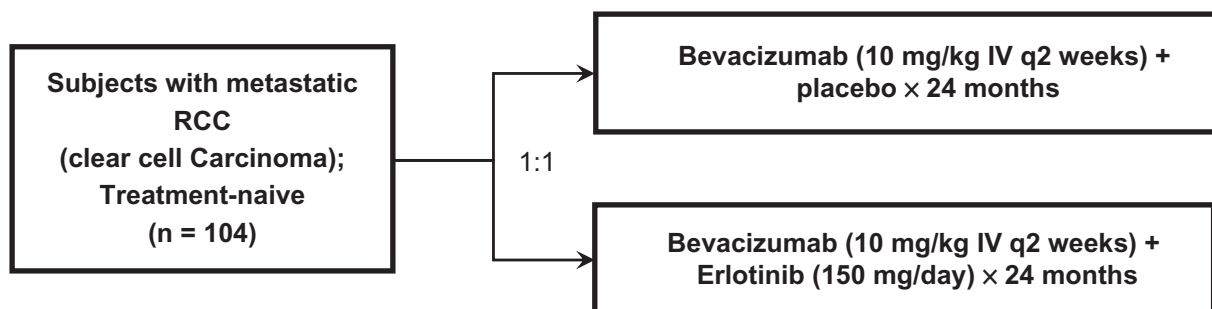 Subjects with metastatic
RCC
(clear cell Carcinoma);
Treatment-naive
(n = 104)
1:1
Bevacizumab (10 mg/kg IV q2 weeks) +
placebo × 24 months
Bevacizumab (10 mg/kg IV q2 weeks) +
Erlotinib (150 mg/day) × 24 months